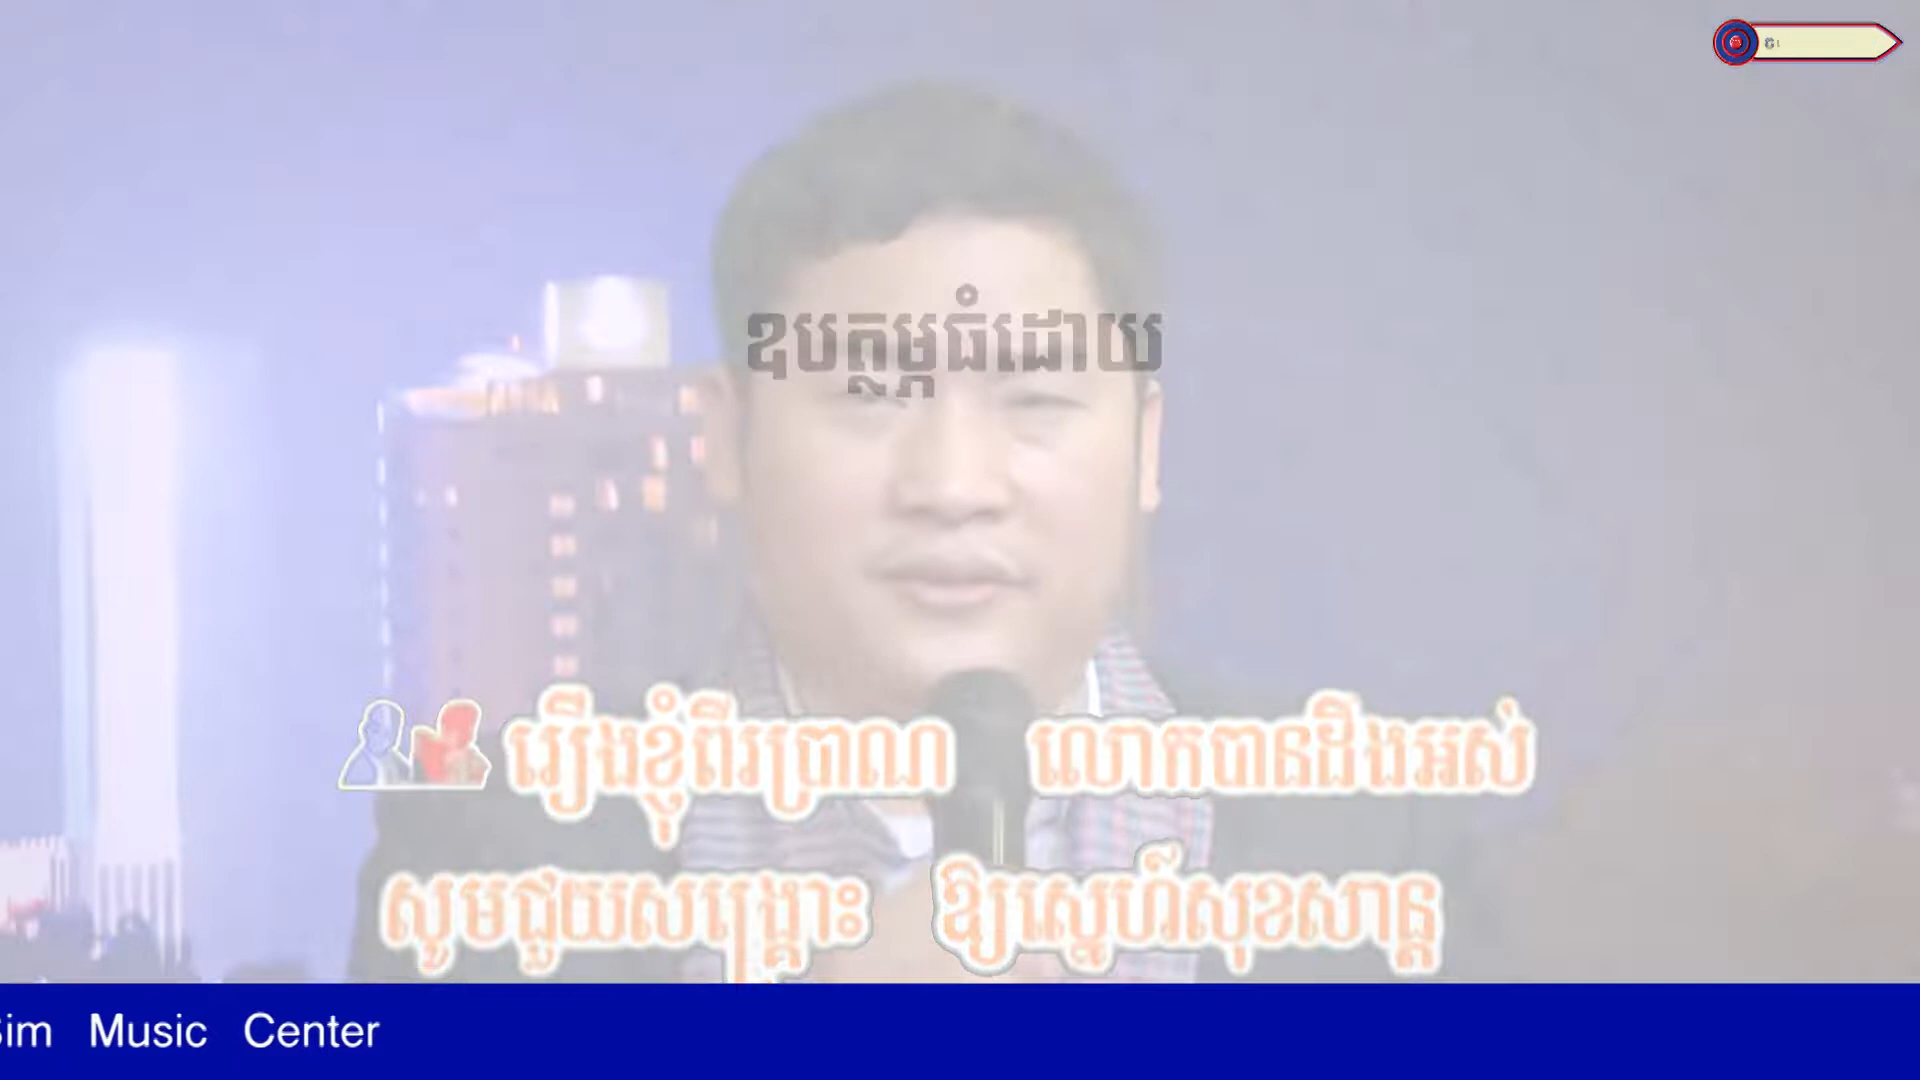 ឧបត្ថម្ភធំដោយ
រឿងខ្ញុំពីរប្រាណ លោកបានដឹងអស់
សូមជួយសង្គ្រោះ ឱ្យស្នេហ៍សុខសាន្ត
Music Center